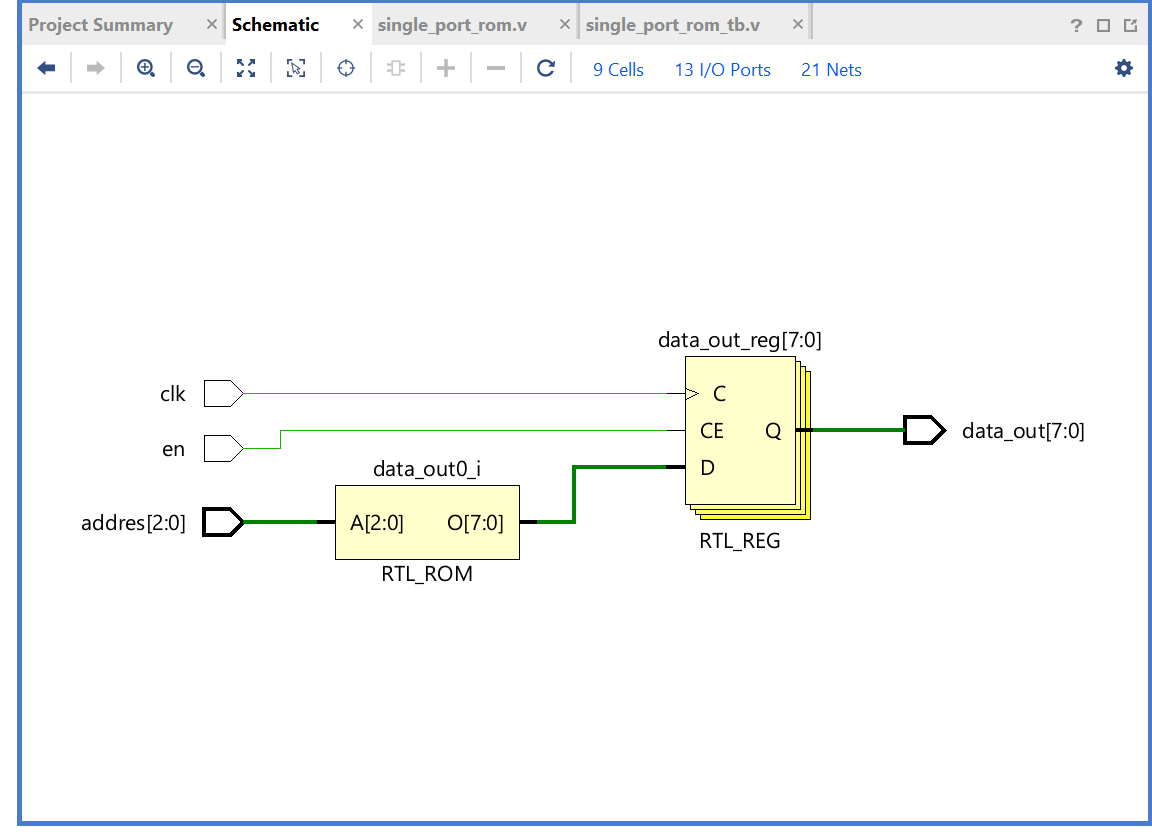 Project Summary × Schematic × single_port_rom.v × single_port_rom_tb.v × ?
9 Cells 13 I/O Ports 21 Nets
data_out_reg[7:0]
clk C
en CE Q data_out[7:0]
data_out0_i D
addres[2:0] A[2:0] O[7:0]
RTL_REG
RTL_ROM